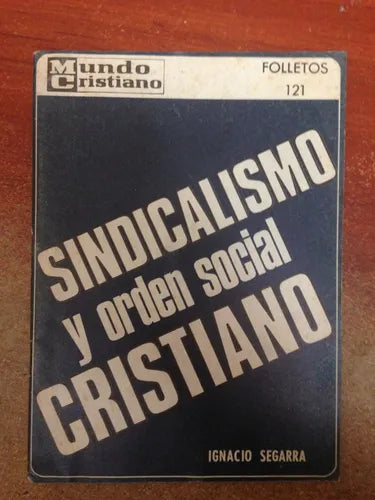 Mundo
Cristiano
FOLLETOS
121
SINDICALISMO
y orden social
CRISTIANO
IGNACIO SEGARRA